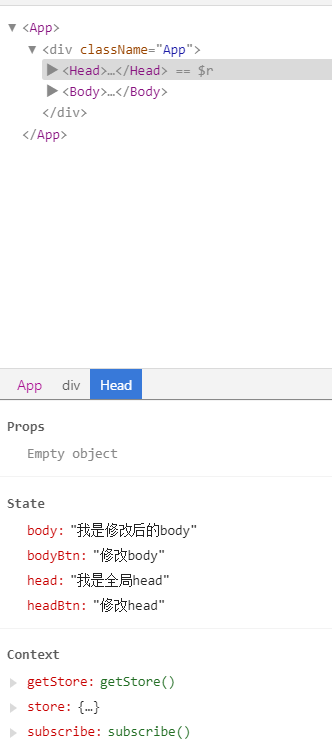 <App>
<div className="App">
<Head>…</Head> == $r
<Body>…</Body>
</div>
</App>
App div Head
Props
Empty object
State
body: "我是修改后的body"
bodyBtn: "修改body"
head: "我是全局head"
headBtn: "修改head"
Context
getStore: getStore()
store: {…}
subscribe: subscribe()